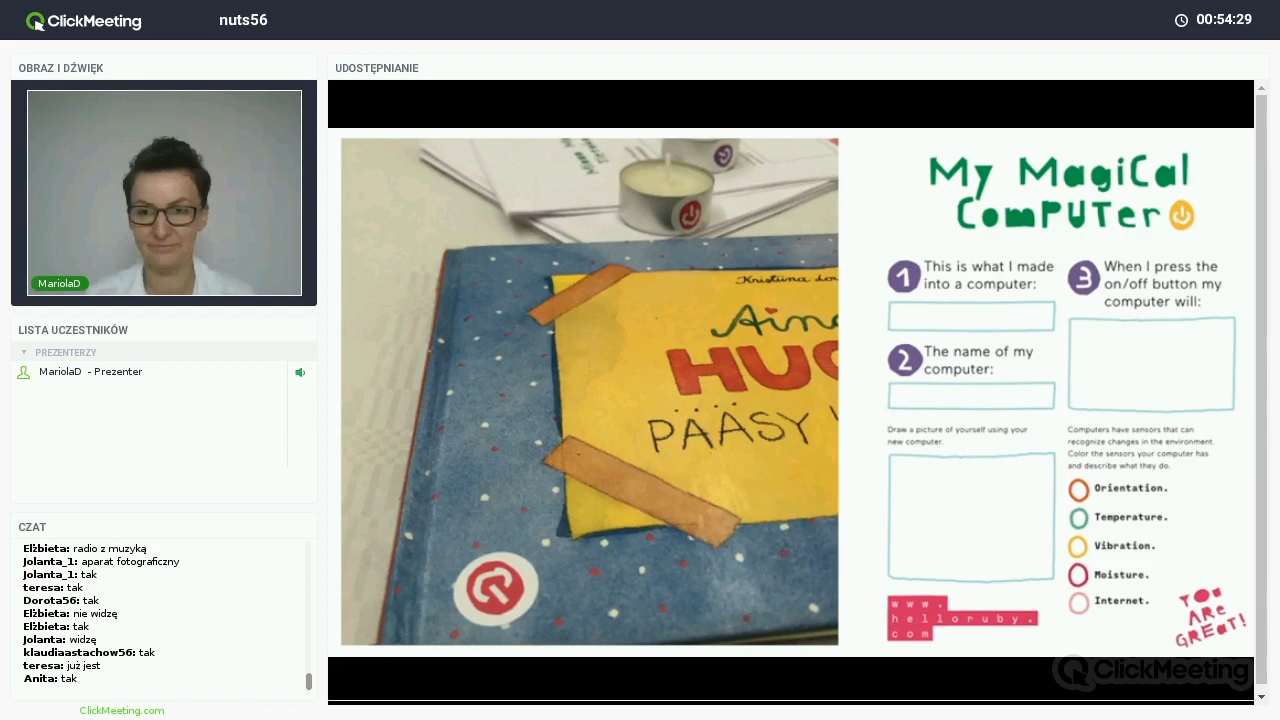 ClickMeeting
nuts56
00:54:29
OBRAZ I DŹWIĘK
MariolaD
LISTA UCZESTNIKÓW
PREZENTERZY
MariolaD - Prezenter
CZAT
Elżbieta: radio z muzyką
Jolanta_1: aparat fotograficzny
Jolanta_1: tak
teresa: tak
Dorota56: tak
Elżbieta: nie widzę
Elżbieta: tak
Jolanta: widzę
klaudiaastachow56: tak
teresa: już jest
Anita: tak
ClickMeeting.com
UDOSTĘPNIANIE
Kristiina
HU
PÄÄSY
My Magical
Computer
1 This is what I made
into a computer:
2 The name of my
computer:
Draw a picture of yourself using your
new computer.
www.
helloruby.
com
3 When I press the
on/off button my
computer will:
Computers have sensors that can
recognize changes in the environment.
Color the sensors your computer has
and describe what they do.
Orientation.
Temperature.
Vibration.
Moisture.
Internet.
YOU
ARE
GREAT!
ClickMeeting